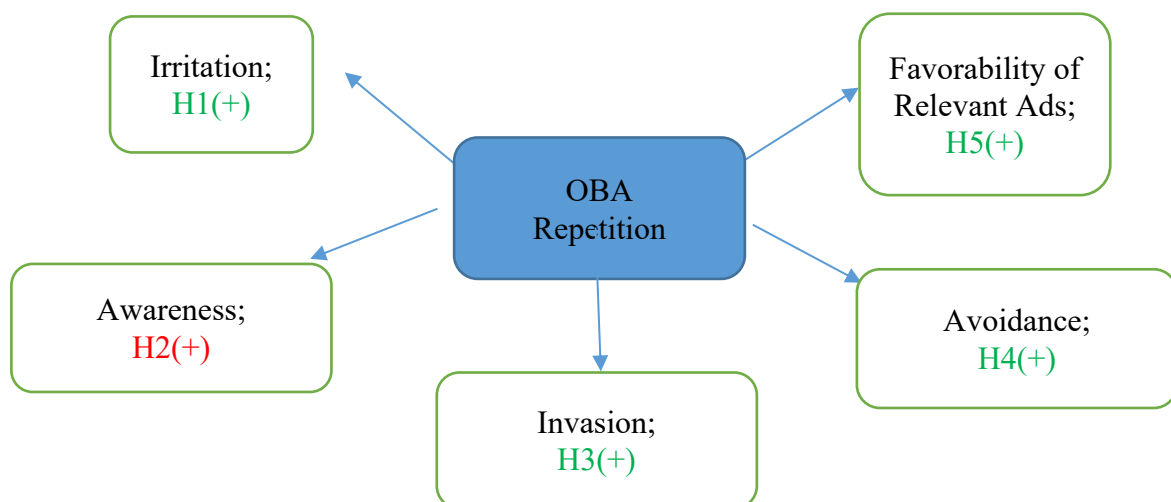 Irritation;
H1(+)
Favorability of
Relevant Ads;
H5(+)
OBA
Repetition
Awareness;
H2(+)
Avoidance;
H4(+)
Invasion;
H3(+)